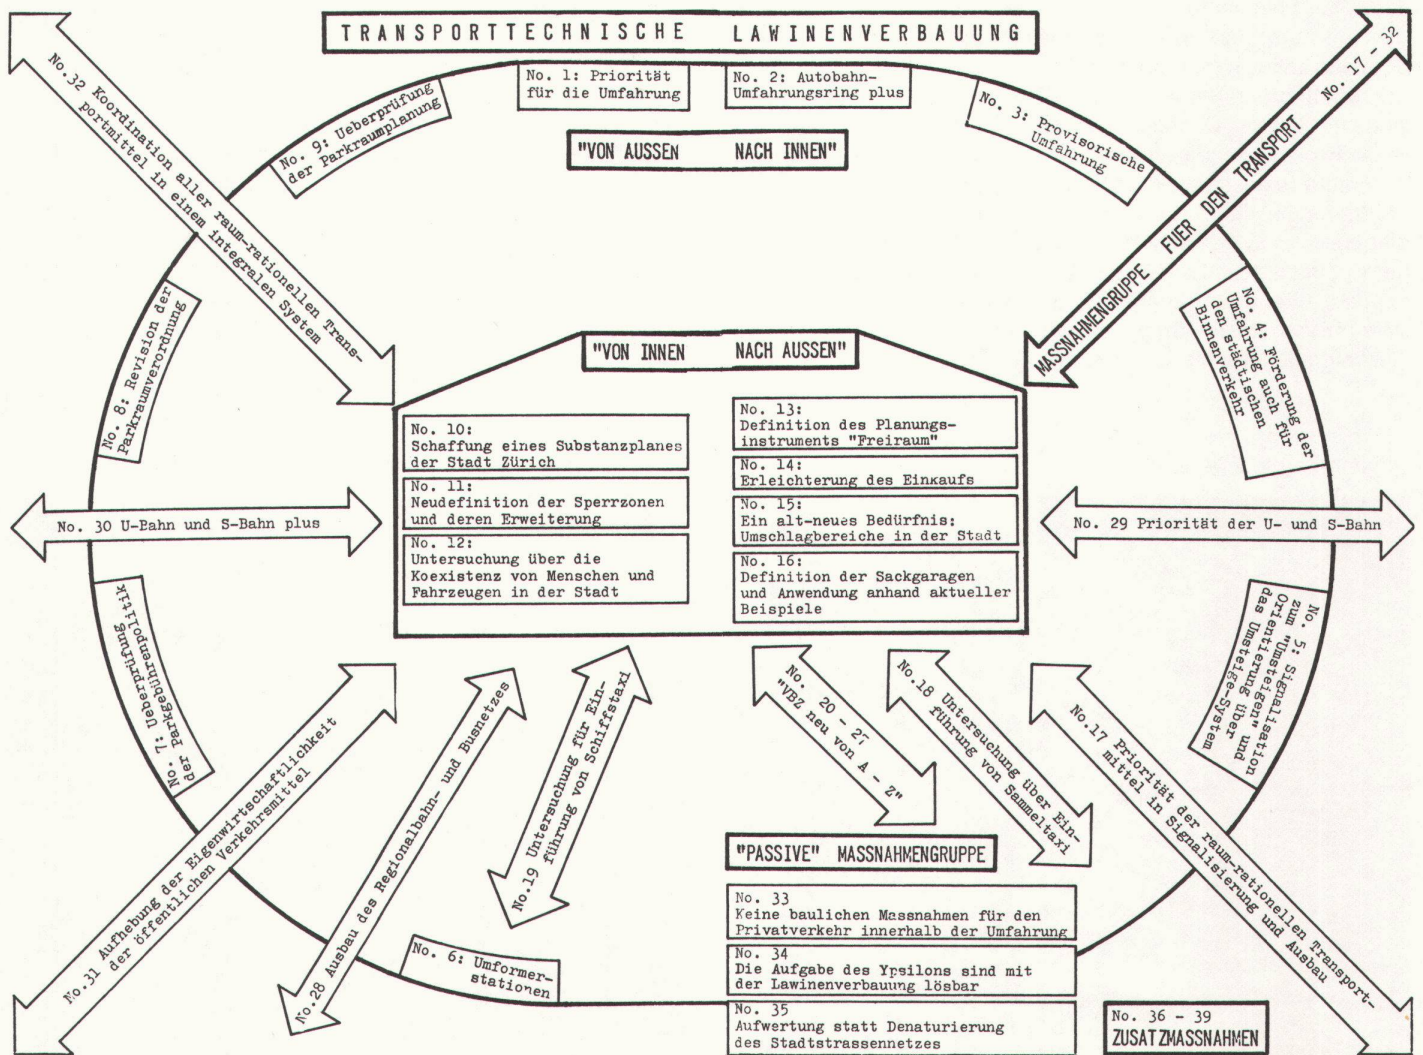 TRANSPORTTECHNISCHE LAWINENVERBAUUNG
No. 1: Priorität
für die Umfahrung
No. 2: Autobahn-
Umfahrungsring plus
"VON AUSSEN NACH INNEN"
No. 3: Provisorische
Umfahrung
No. 9: Ueberprüfung
der Parkraumplanung
No.32 Koordination aller raum-rationellen Trans-
portmittel in einem integralen System
MASSNAHMENGRUPPE FUER DEN TRANSPORT No. 17 - 32
No. 4: Förderung der
Umfahrung auch für
den städtischen
Binnenverkehr
No. 8: Revision der
Parkraumverordnung
"VON INNEN NACH AUSSEN"
No. 10:
Schaffung eines Substanzplanes
der Stadt Zürich
No. 11:
Neudefinition der Sperrzonen
und deren Erweiterung
No. 12:
Untersuchung über die
Koexistenz von Menschen und
Fahrzeugen in der Stadt
No. 13:
Definition des Planungs-
instruments "Freiraum"
No. 14:
Erleichterung des Einkaufs
No. 15:
Ein alt-neues Bedürfnis:
Umschlagbereiche in der Stadt
No. 16:
Definition der Sackgaragen
und Anwendung anhand aktueller
Beispiele
No. 30 U-Bahn und S-Bahn plus
No. 29 Priorität der U- und S-Bahn
No. 7: Ueberprüfung
der Parkgebührenpolitik
No. 5: Signalisation
zum "Umsteigen" und
Orientierung über
das Umsteige-System
No.31 Aufhebung der Eigenwirtschaftlichkeit
der öffentlichen Verkehrsmittel
No.28 Ausbau des Regionalbahn- und Busnetzes
No.19 Untersuchung für Ein-
führung von Schiffstaxi
No. 20 - 27
"VBZ neu von A - Z"
No.18 Untersuchung über Ein-
führung von Sammeltaxi
No.17 Priorität der raum-rationellen Transport-
mittel in Signalisierung und Ausbau
No. 6: Umformer-
stationen
"PASSIVE" MASSNAHMENGRUPPE
No. 33
Keine baulichen Massnahmen für den
Privatverkehr innerhalb der Umfahrung
No. 34
Die Aufgabe des Ypsilons sind mit
der Lawinenverbauung lösbar
No. 35
Aufwertung statt Denaturierung
des Stadtstrassennetzes
No. 36 - 39
ZUSATZMASSNAHMEN